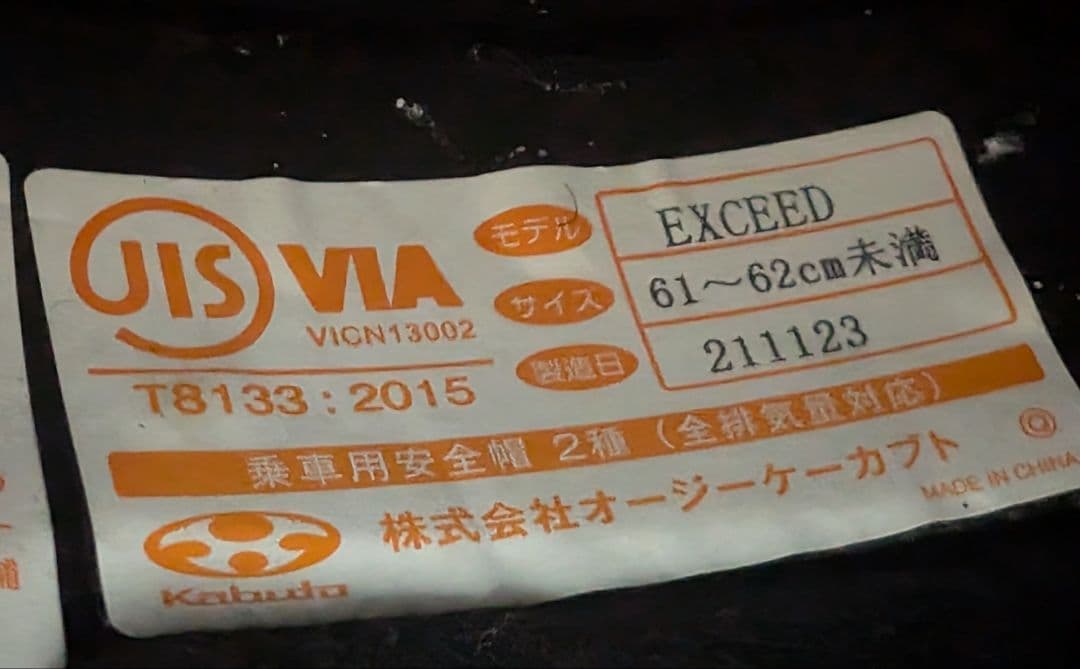 JIS VIA
VICN13002
T8133:2015
モデル EXCEED
サイズ 61～62cm未満
製造日 211123
乗車用安全帽 2種（全排気量対応）
株式会社オージーケーカブト
MADE IN CHINA
Kabuto